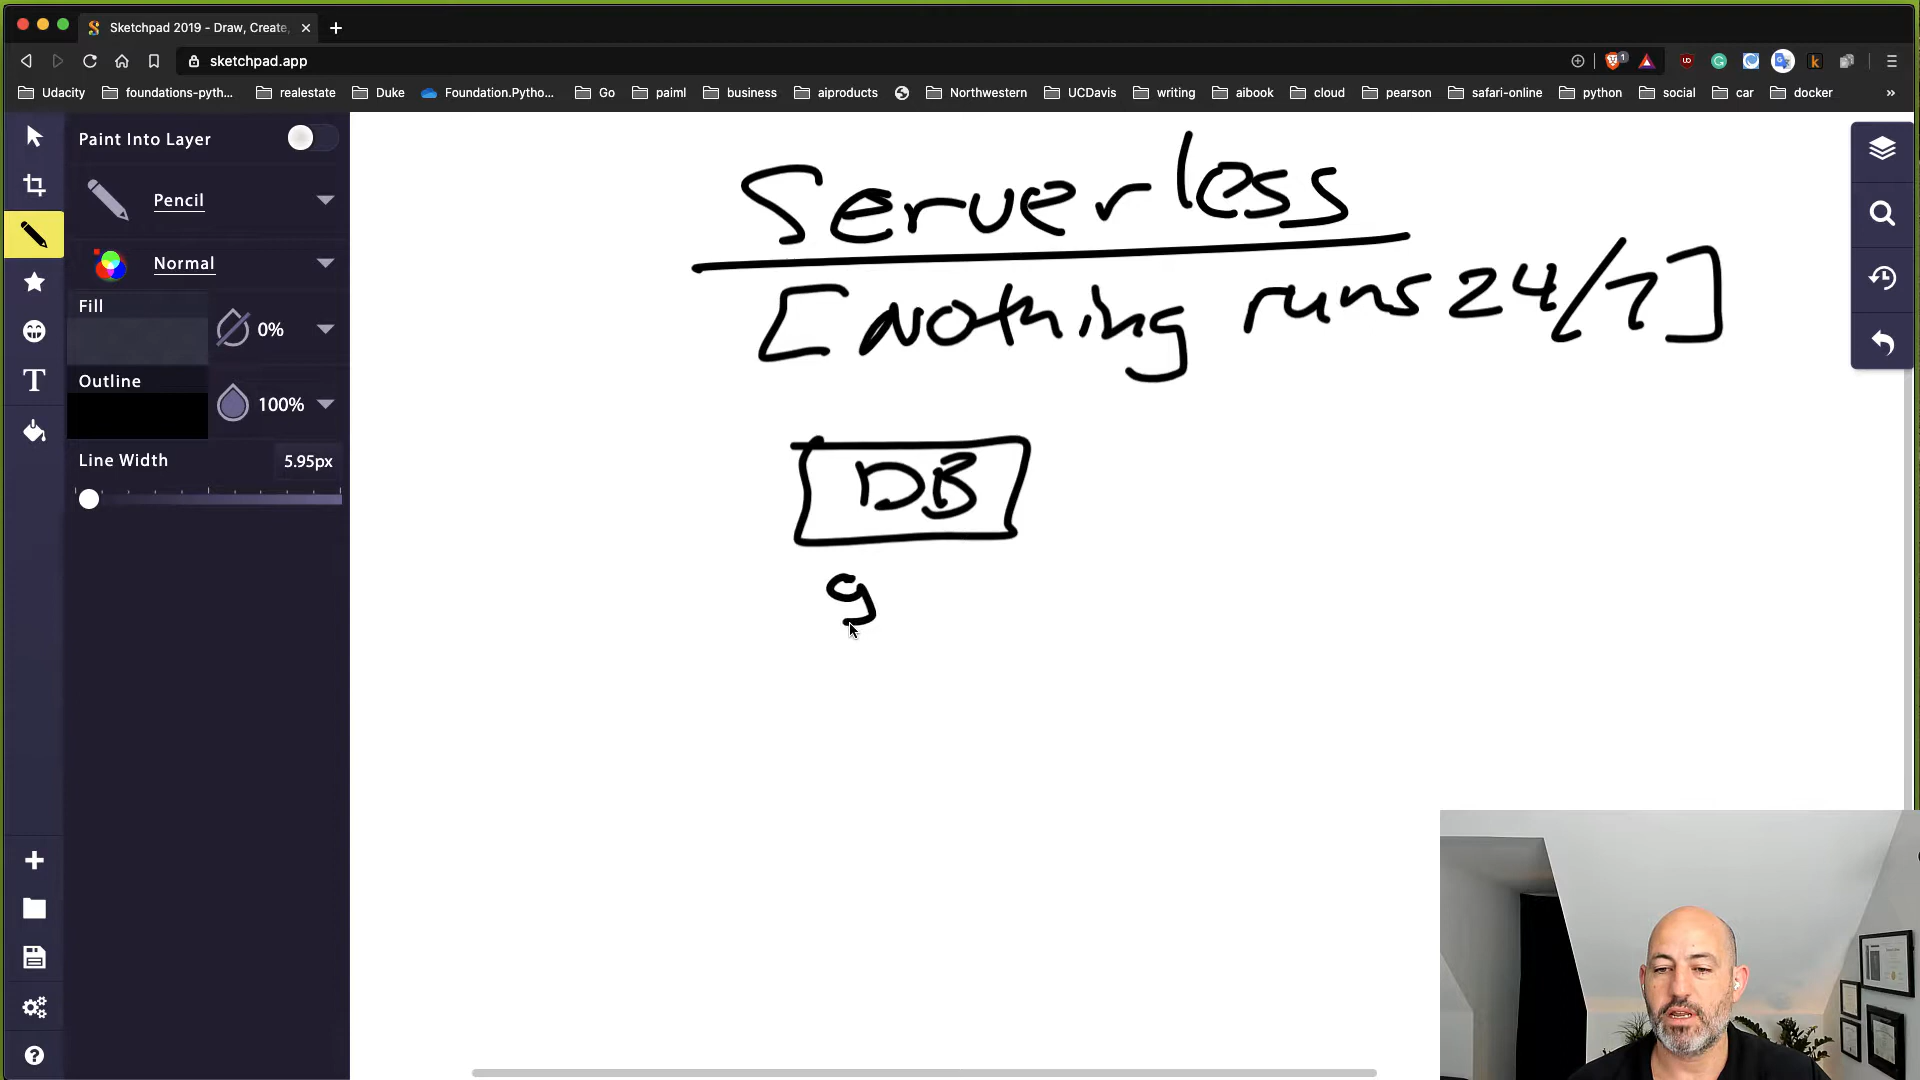 Sketchpad 2019 - Draw, Create,
sketchpad.app
1
UD
k
Udacity
foundations-pyth...
realestate
Duke
Foundation.Pytho...
Go
paiml
business
aiproducts
Northwestern
UCDavis
writing
aibook
cloud
pearson
safari-online
python
social
car
docker
»
Paint Into Layer
Pencil
Normal
Fill
0%
Outline
100%
Line Width
5.95px
T
Serverless
[Nothing runs 24/7]
DB
g